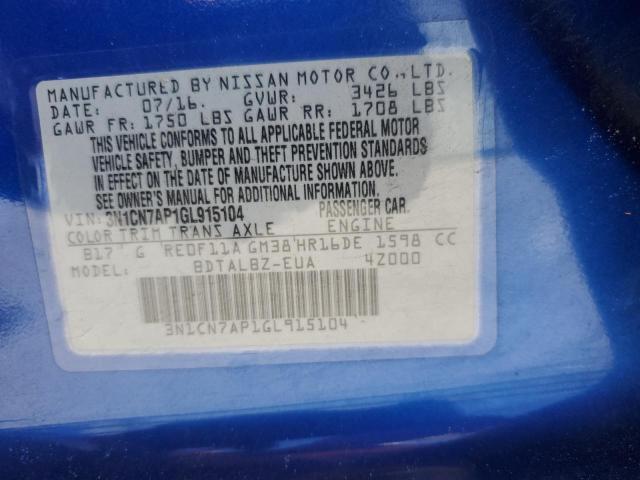 MANUFACTURED BY NISSAN MOTOR CO., LTD.
DATE: 07/16. GVWR: 3426 LBS
GAWR FR: 1750 LBS GAWR RR: 1708 LBS
THIS VEHICLE CONFORMS TO ALL APPLICABLE FEDERAL MOTOR
VEHICLE SAFETY, BUMPER AND THEFT PREVENTION STANDARDS
IN EFFECT ON THE DATE OF MANUFACTURE SHOWN ABOVE.
SEE OWNER'S MANUAL FOR ADDITIONAL INFORMATION.
VIN: 3N1CN7AP1GL915104 PASSENGER CAR.
COLOR TRIM TRANS AXLE ENGINE
B17 G RE0F11A GM38 HR16DE 1598 CC
MODEL: BDTALBZ-EUA 4Z000
3N1CN7AP1GL915104